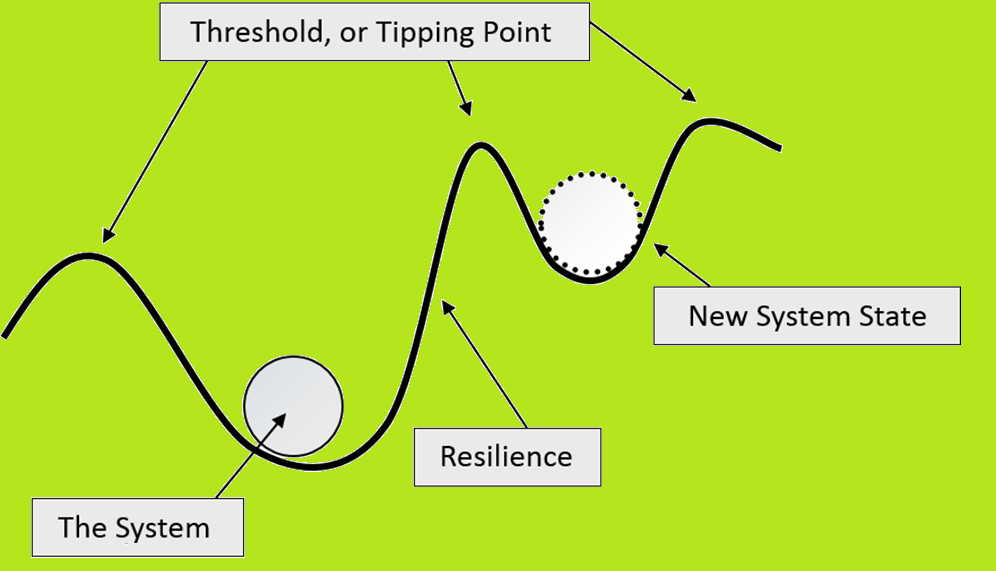 Threshold, or Tipping Point
New System State
Resilience
The System